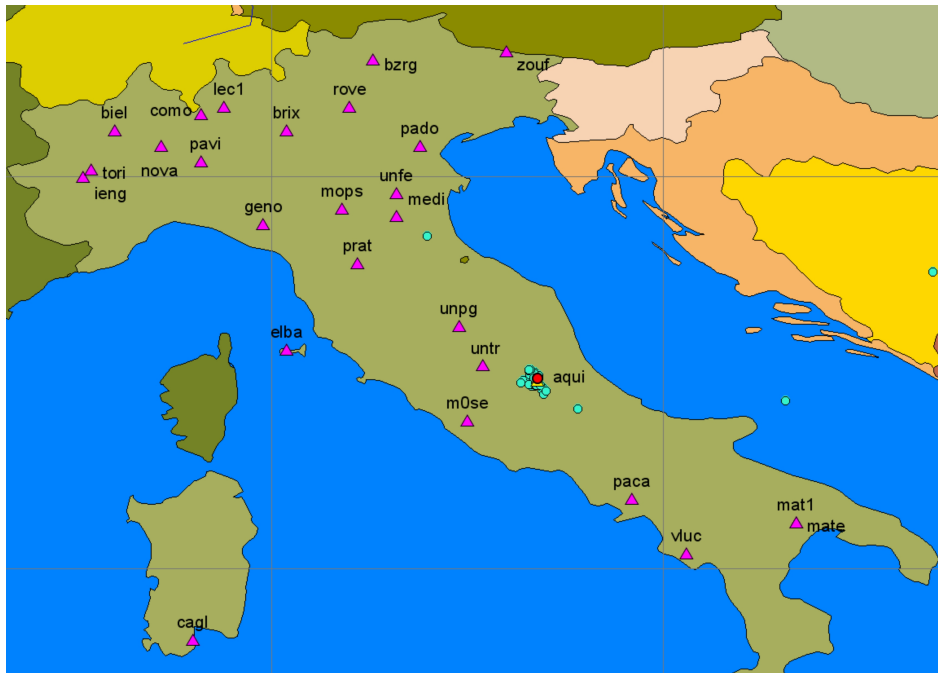 bzrg
zouf
lec1
como
rove
biel
brix
pado
pavi
tori
nova
unfe
ieng
mops
medi
geno
prat
unpg
elba
untr
aqui
m0se
paca
mat1
mate
vluc
cagl